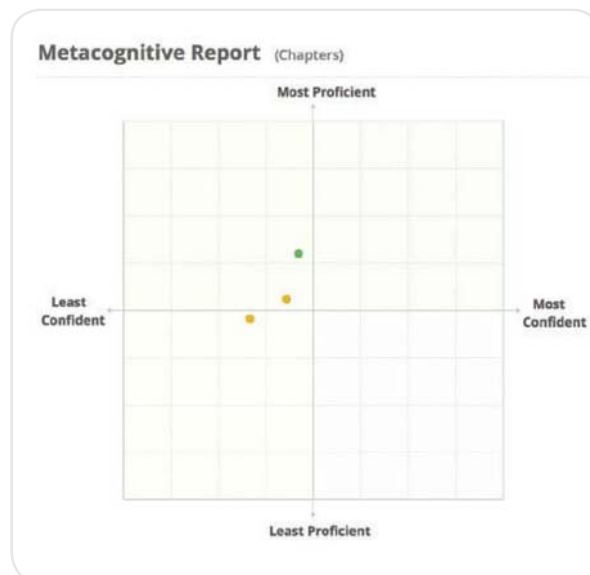 Metacognitive Report (Chapters)
Most Proficient
Least
Confident
Most
Confident
Least Proficient